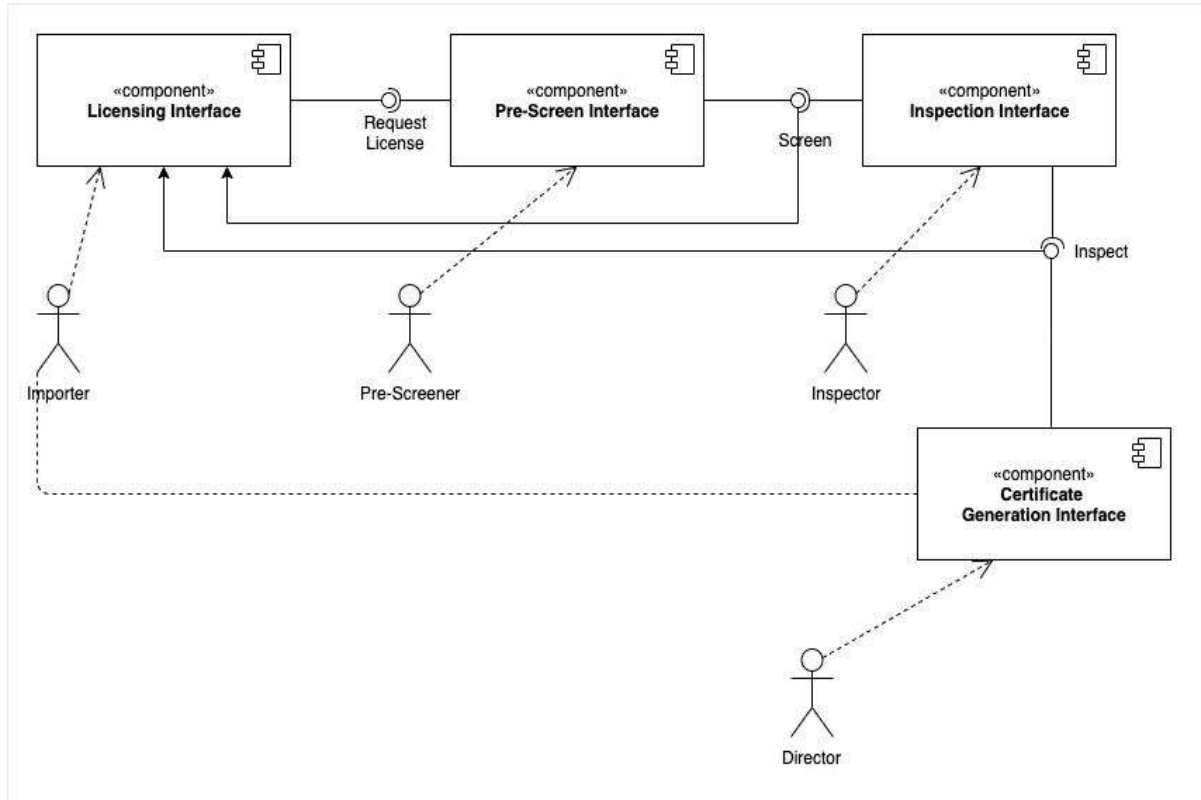 «component»
Licensing Interface
«component»
Pre-Screen Interface
«component»
Inspection Interface
Request
License
Screen
Inspect
Importer
Pre-Screener
Inspector
«component»
Certificate
Generation Interface
Director